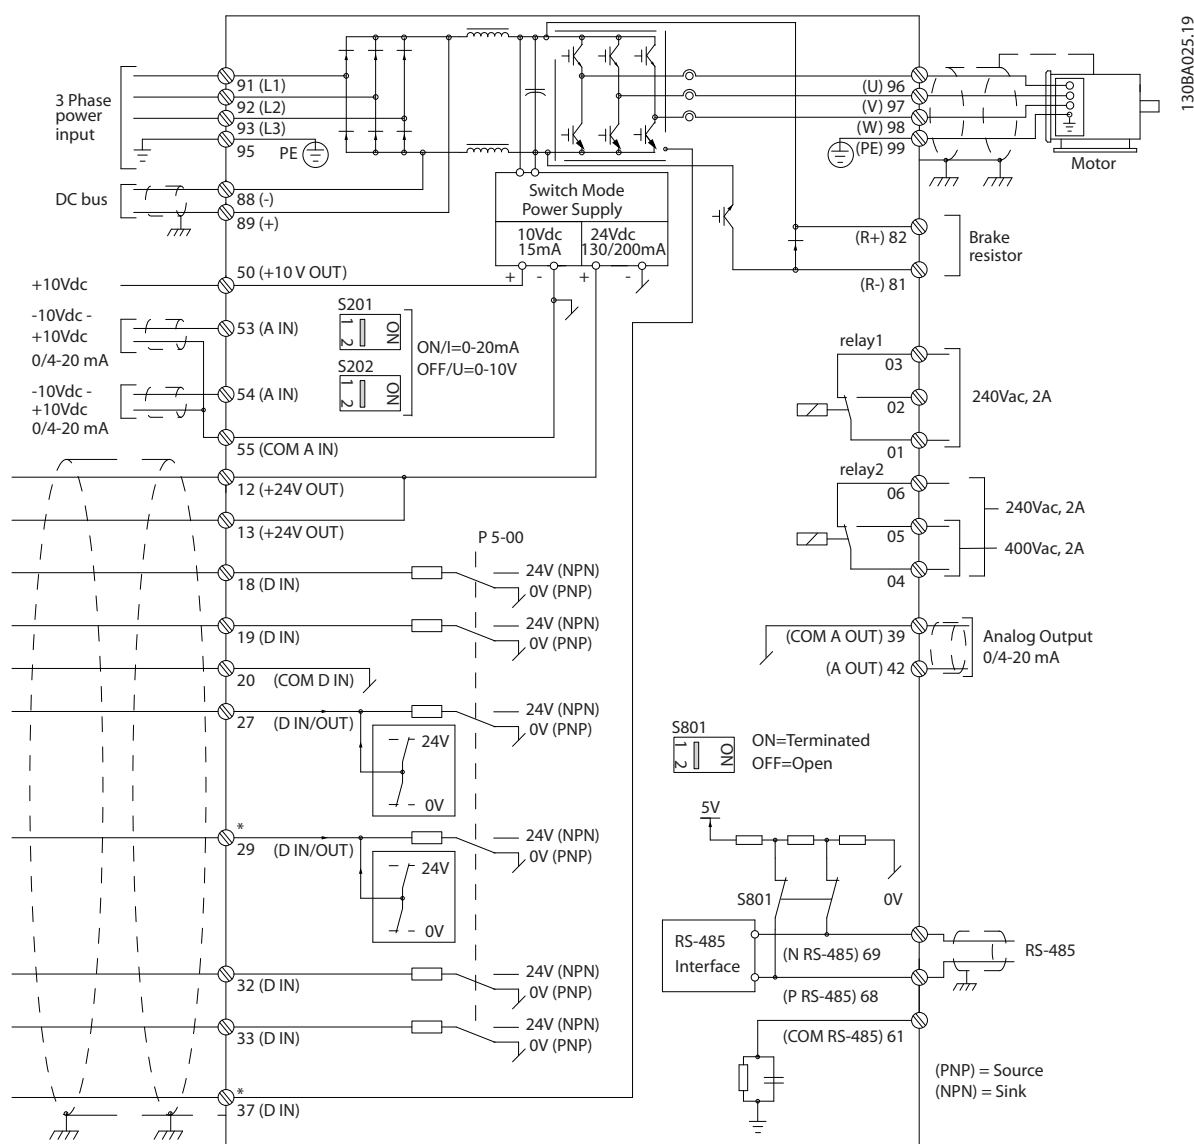 130BA025.19
3 Phase
power
input
91 (L1)
92 (L2)
93 (L3)
95
PE
DC bus
88 (-)
89 (+)
50 (+10 V OUT)
+10Vdc
-10Vdc -
+10Vdc
0/4-20 mA
53 (A IN)
-10Vdc -
+10Vdc
0/4-20 mA
54 (A IN)
55 (COM A IN)
12 (+24V OUT)
13 (+24V OUT)
18 (D IN)
19 (D IN)
20 (COM D IN)
27 (D IN/OUT)
24V
0V
*
29 (D IN/OUT)
24V
0V
32 (D IN)
33 (D IN)
*
37 (D IN)
S201
1 2
ON
S202
1 2
ON
ON/I=0-20mA
OFF/U=0-10V
Switch Mode
Power Supply
10Vdc
15mA
24Vdc
130/200mA
+ - + -
P 5-00
24V (NPN)
0V (PNP)
24V (NPN)
0V (PNP)
24V (NPN)
0V (PNP)
24V (NPN)
0V (PNP)
24V (NPN)
0V (PNP)
24V (NPN)
0V (PNP)
(U) 96
(V) 97
(W) 98
(PE) 99
Motor
(R+) 82
(R-) 81
Brake
resistor
relay1
03
02
01
240Vac, 2A
relay2
06
05
04
240Vac, 2A
400Vac, 2A
(COM A OUT) 39
(A OUT) 42
Analog Output
0/4-20 mA
S801
1 2
ON
ON=Terminated
OFF=Open
5V
S801
0V
RS-485
Interface
(N RS-485) 69
(P RS-485) 68
(COM RS-485) 61
RS-485
(PNP) = Source
(NPN) = Sink